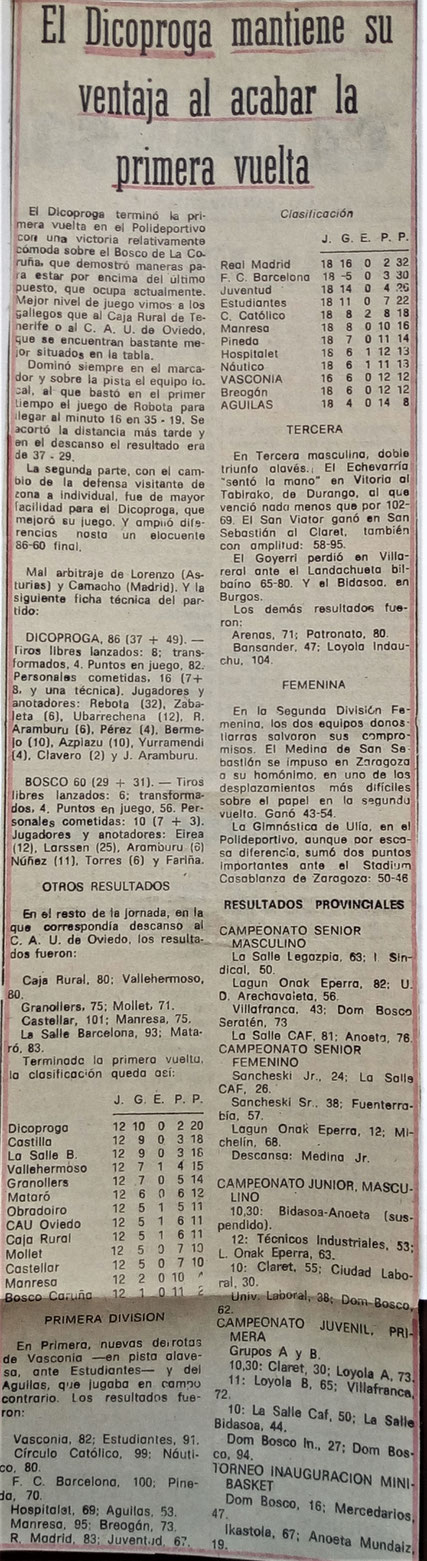 El Dicoproga mantiene su
ventaja al acabar la
primera vuelta
El Dicoproga terminó la pri-
mera vuelta en el Polideportivo
con una victoria relativamente
cómoda sobre el Bosco de La Co-
ruña, que demostró maneras pa-
ra estar por encima del último
puesto, que ocupa actualmente.
Mejor nivel de juego vimos a los
gallegos que al Caja Rural de Te-
nerife o al C. A. U. de Oviedo,
que se encuentran bastante me-
jor situados en la tabla.
Dominó siempre en el marca-
dor y sobre la pista el equipo lo-
cal, al que bastó en el primer
tiempo el juego de Robota para
llegar al minuto 16 en 35 - 19. Se
acortó la distancia más tarde y
en el descanso el resultado era
de 37 - 29.
La segunda parte, con el cam-
bio de la defensa visitante de
zona a individual, fue de mayor
facilidad para el Dicoproga, que
mejoró su juego. Y amplió dife-
rencias hasta un elocuente
86-60 final.
Mal arbitraje de Lorenzo (As-
turias) y Camacho (Madrid). Y la
siguiente ficha técnica del par-
tido:
DICOPROGA, 86 (37 + 49). —
Tiros libres lanzados: 8; trans-
formados, 4. Puntos en juego, 82.
Personales cometidas, 16 (7+
8, y una técnica). Jugadores y
anotadores: Rebota (32), Zaba-
leta (6), Ubarrechena (12), R.
Aramburu (6), Pérez (4), Berme-
jo (10), Azpiazu (10), Yurramendi
(4), Clavero (2) y J. Aramburu.
BOSCO 60 (29 + 31). — Tiros
libres lanzados: 6; transforma-
dos, 4. Puntos en juego, 56. Per-
sonales cometidas: 10 (7 + 3).
Jugadores y anotadores: Eirea
(12), Larssen (25), Aramburu (6)
Núñez (11), Torres (6) y Fariña.
OTROS RESULTADOS
En el resto de la jornada, en la
que correspondía descanso al
C. A. U. de Oviedo, los resulta-
dos fueron:
Caja Rural, 80; Vallehermoso,
80.
Granollers, 75; Mollet, 71.
Castellar, 101; Manresa, 75.
La Salle Barcelona, 93; Mata-
ró, 83.
Terminada la primera vuelta,
la clasificación queda así:
J. G. E. P. P.
Dicoproga 12 10 0 2 20
Castilla 12 9 0 3 18
La Salle B. 12 9 0 3 18
Vallehermoso 12 7 1 4 15
Granollers 12 7 0 5 14
Mataró 12 6 0 6 12
Obradoiro 12 5 1 5 11
CAU Oviedo 12 5 1 6 11
Caja Rural 12 5 1 6 11
Mollet 12 5 0 7 10
Castellar 12 5 0 7 10
Manresa 12 2 0 10
Bosco Caruña 12 1 0 11 2
PRIMERA DIVISION
En Primera, nuevas derrotas
de Vasconia —en pista alave-
sa, ante Estudiantes— y del
Aguilas, que jugaba en campo
contrario. Los resultados fue-
ron:
Vasconia, 82; Estudiantes, 91.
Círculo Católico, 99; Náuti-
co, 80.
F. C. Barcelona, 100; Pine-
da, 70.
Hospitalet, 69; Aguilas, 53.
Manresa, 95; Breogán, 73.
R. Madrid, 83; Juventud, 67.
Clasificación
J. G. E. P. P.
Real Madrid 18 16 0 2 32
F. C. Barcelona 18 -5 0 3 30
Juventud 18 14 0 4 28
Estudiantes 18 11 0 7 22
C. Católico 18 8 2 8 18
Manresa 18 8 0 10 16
Pineda 18 7 0 11 14
Hospitalet 18 6 1 12 13
Náutico 18 6 1 11 13
VASCONIA 16 6 0 12 12
Breogán 18 6 0 12 12
AGUILAS 18 4 0 14 8
TERCERA
En Tercera masculina, doble
triunfo alavés. El Echevarría
"sentó la mano" en Vitoria al
Tabirako, de Durango, al que
venció nada menos que por 102-
69. El San Viator ganó en San
Sebastián al Claret, también
con amplitud: 58-95.
El Goyerri perdió en Villa-
rreral ante el Landachueta bil-
baíno 65-80. Y el Bidasoa, en
Burgos.
Los demás resultados fue-
ron:
Arenas, 71; Patronato, 80.
Bansander, 47; Loyola Indau-
chu, 104.
FEMENINA
En la Segunda División Fe-
menina, los dos equipos donos-
tiarras salvaron sus compro-
misos. El Medina de San Se-
bastián se impuso en Zaragoza
a su homónimo, en uno de los
desplazamientos más difíciles
sobre el papel en la segunda
vuelta. Ganó 43-54.
La Gimnástica de Ulía, en el
Polideportivo, aunque por esca-
sa diferencia, sumó dos puntos
importantes ante el Stadium
Casablanca de Zaragoza: 50-46
RESULTADOS PROVINCIALES
CAMPEONATO SENIOR
MASCULINO
La Salle Legazpia, 63; I. Sin-
dical, 50.
Lagun Onak Eperra, 82; U.
D. Arechavaleta, 56.
Villafranca, 43; Dom Bosco
Seratén, 73
La Salle CAF, 81; Anoeta, 76.
CAMPEONATO SENIOR
FEMENINO
Sancheski Jr., 24; La Salle
CAF, 26.
Sancheski Sr., 38; Fuenterra-
bía, 57.
Lagun Onak Eperra, 12; Mi-
chelín, 68.
Descansa: Medina Jr.
CAMPEONATO JUNIOR, MASCU-
LINO
10,30: Bidasoa-Anoeta (sus-
pendido).
12: Técnicos Industriales, 53;
L. Onak Eperra, 63.
10: Claret, 55; Ciudad Labo-
ral, 30.
Univ. Laboral, 38; Dom Bosco,
62.
CAMPEONATO JUVENIL, PRI-
MERA
Grupos A y B.
10,30: Claret, 30; Loyola A, 73.
11: Loyola B, 65; Villafranca,
72.
10: La Salle Caf, 50; La Salle
Bidasoa, 44.
Dom Bosco In., 27; Dom Bos-
co, 94.
TORNEO INAUGURACION MINI-
BASKET
Dom Bosco, 16; Mercedarios,
47.
Ikastola, 67; Anoeta Mundaiz,
19.